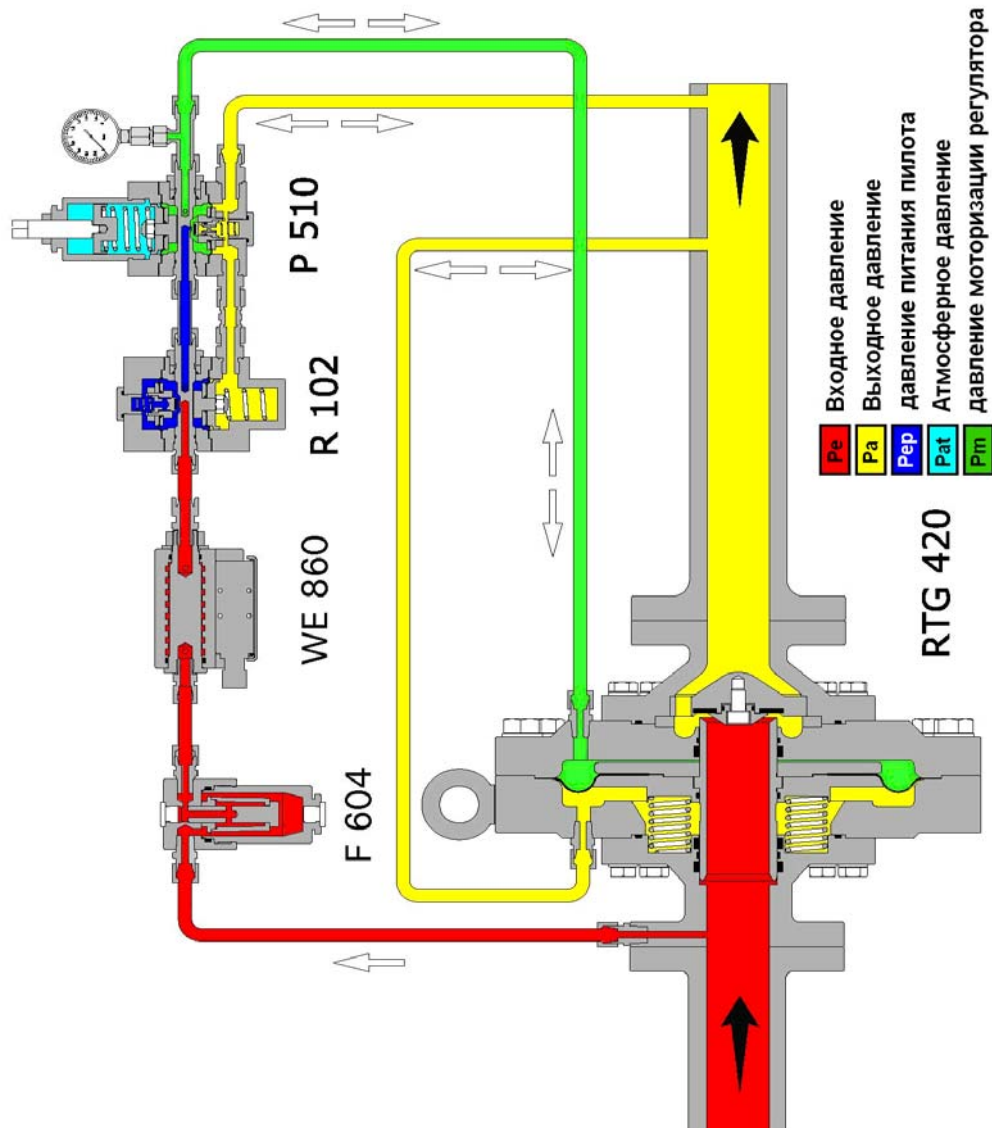 P 510
R 102
WE 860
F 604
RTG 420
Pe Входное давление
Pa Выходное давление
Pep давление питания пилота
Pat Атмосферное давление
Pm давление моторизации регулятора